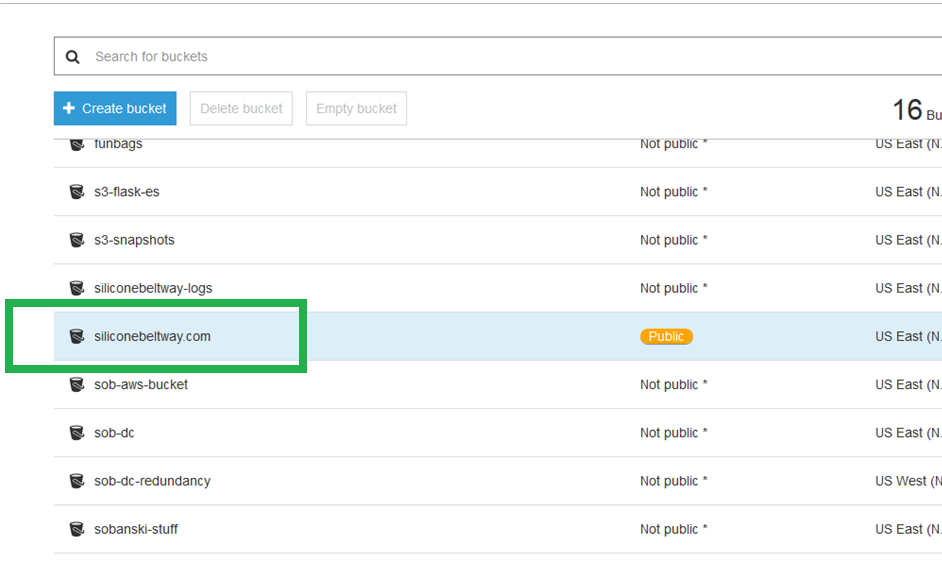 Search for buckets
Create bucket Delete bucket Empty bucket 16 Bu
funbags Not public * US East (N.
s3-flask-es Not public * US East (N.
s3-snapshots Not public * US East (N.
siliconebeltway-logs Not public * US East (N.
siliconebeltway.com Public US East (N.
sob-aws-bucket Not public * US East (N.
sob-dc Not public * US East (N.
sob-dc-redundancy Not public * US West (N
sobanski-stuff Not public * US East (N.